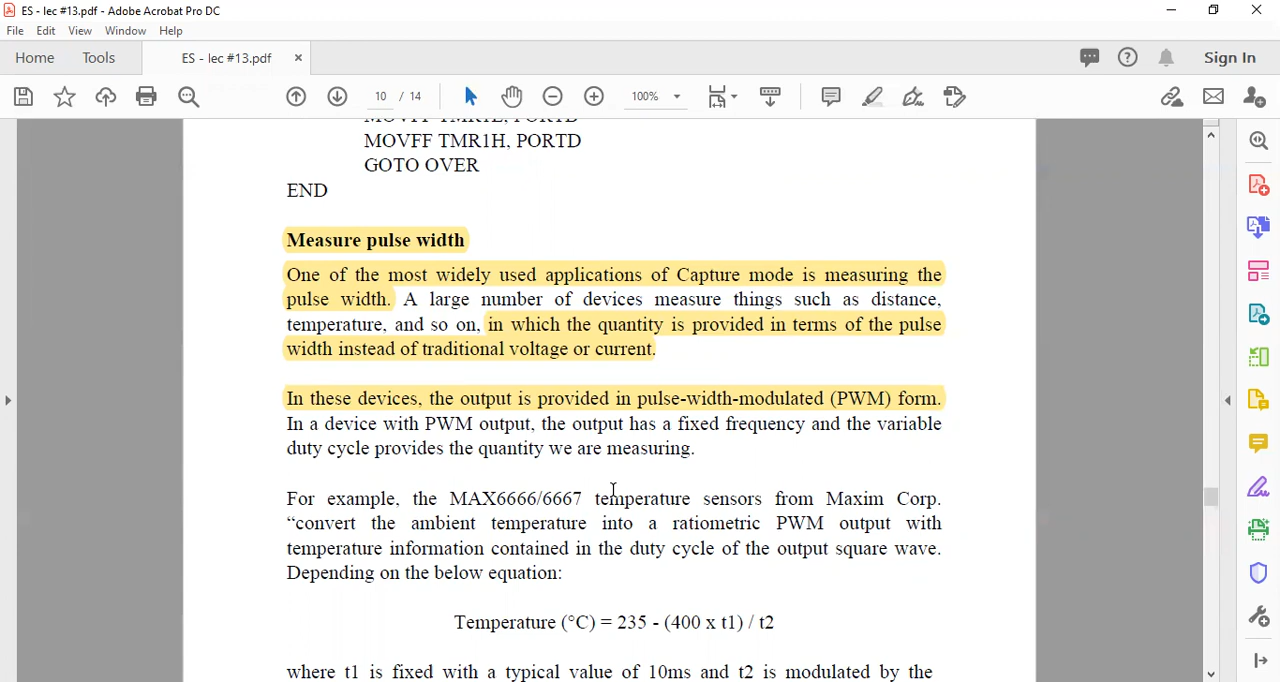 ES - lec #13.pdf - Adobe Acrobat Pro DC
File Edit View Window Help
Home Tools ES - lec #13.pdf × Sign In
10 / 14 100%
MOVFF TMR1L, PORTB
MOVFF TMR1H, PORTD
GOTO OVER
END
Measure pulse width
One of the most widely used applications of Capture mode is measuring the
pulse width. A large number of devices measure things such as distance,
temperature, and so on, in which the quantity is provided in terms of the pulse
width instead of traditional voltage or current.
In these devices, the output is provided in pulse-width-modulated (PWM) form.
In a device with PWM output, the output has a fixed frequency and the variable
duty cycle provides the quantity we are measuring.
For example, the MAX6666/6667 temperature sensors from Maxim Corp.
“convert the ambient temperature into a ratiometric PWM output with
temperature information contained in the duty cycle of the output square wave.
Depending on the below equation:
Temperature (°C) = 235 - (400 x t1) / t2
where t1 is fixed with a typical value of 10ms and t2 is modulated by the